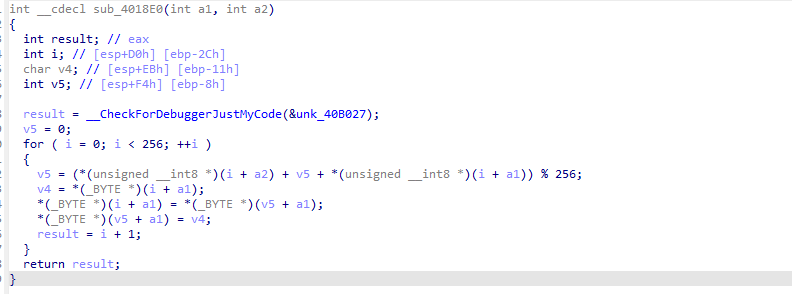 int __cdecl sub_4018E0(int a1, int a2)
{
  int result; // eax
  int i; // [esp+D0h] [ebp-2Ch]
  char v4; // [esp+EBh] [ebp-11h]
  int v5; // [esp+F4h] [ebp-8h]

  result = __CheckForDebuggerJustMyCode(&unk_40B027);
  v5 = 0;
  for ( i = 0; i < 256; ++i )
  {
    v5 = (*(unsigned __int8 *)(i + a2) + v5 + *(unsigned __int8 *)(i + a1)) % 256;
    v4 = *(_BYTE *)(i + a1);
    *(_BYTE *)(i + a1) = *(_BYTE *)(v5 + a1);
    *(_BYTE *)(v5 + a1) = v4;
    result = i + 1;
  }
  return result;
}